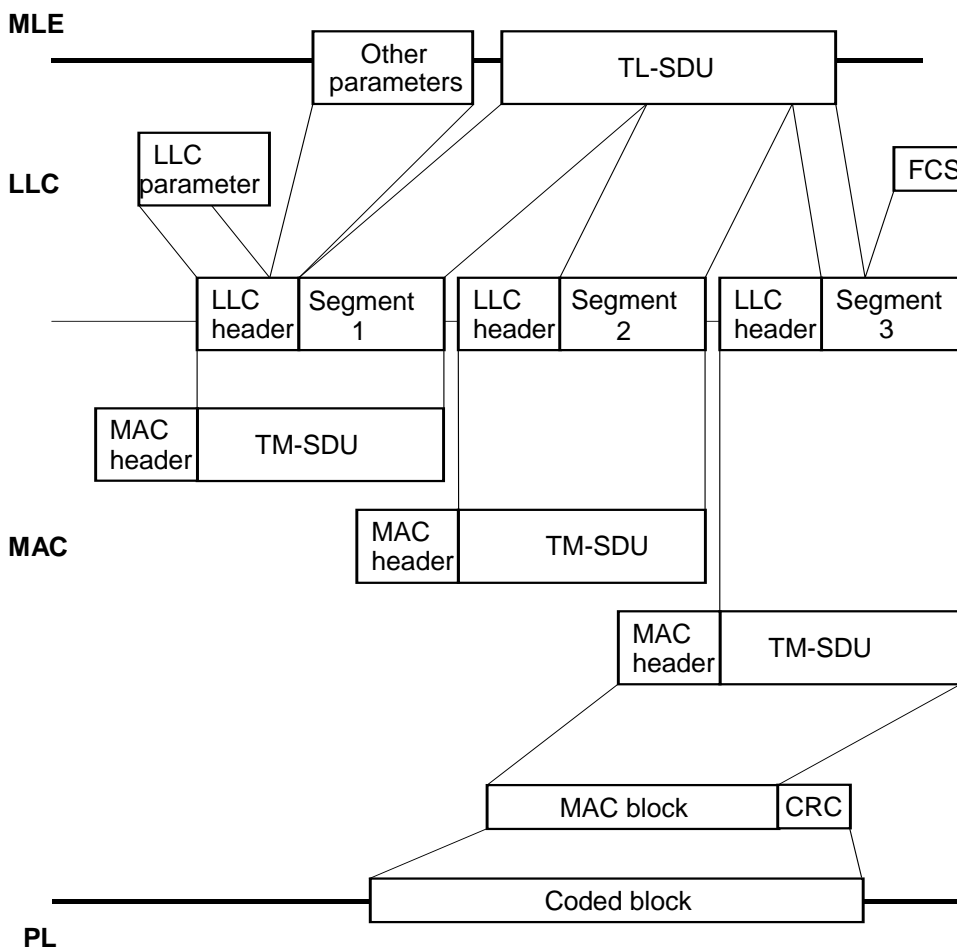 MLE
Other
parameters
TL-SDU
LLC
LLC
parameter
FCS
LLC
header
Segment
1
LLC
header
Segment
2
LLC
header
Segment
3
MAC
header
TM-SDU
MAC
MAC
header
TM-SDU
MAC
header
TM-SDU
MAC block
CRC
Coded block
PL